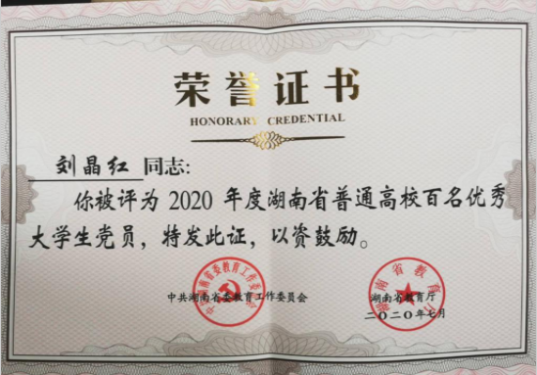 荣誉证书
HONORARY CREDENTIAL
刘晶红 同志:
你被评为 2020 年度湖南省普通高校百名优秀
大学生党员，特发此证，以资鼓励。
中共湖南省委教育工作委员会
湖南省教育厅
二〇二〇年七月